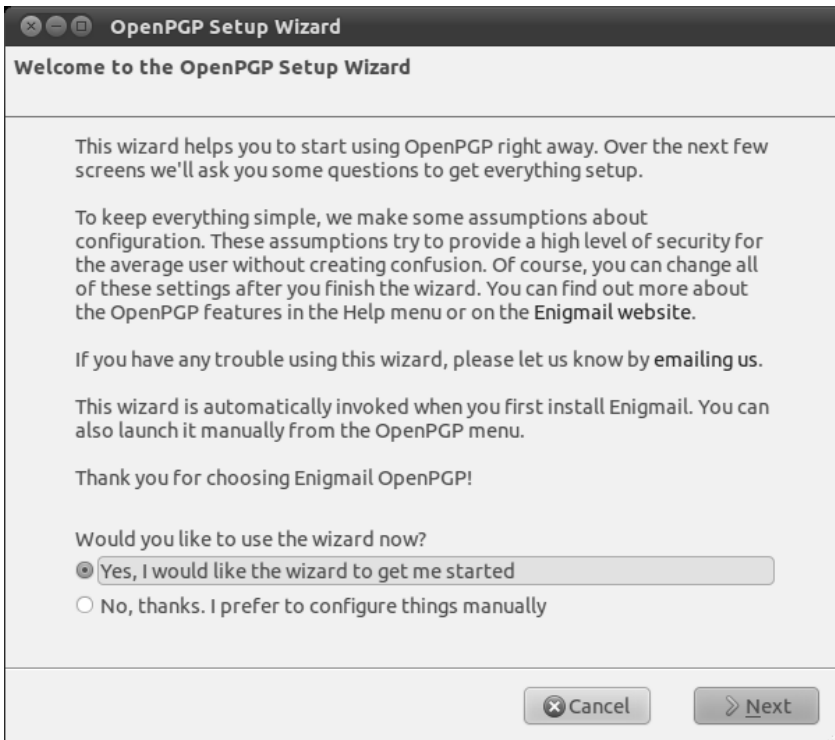 OpenPGP Setup Wizard
Welcome to the OpenPGP Setup Wizard
This wizard helps you to start using OpenPGP right away. Over the next few
screens we'll ask you some questions to get everything setup.
To keep everything simple, we make some assumptions about
configuration. These assumptions try to provide a high level of security for
the average user without creating confusion. Of course, you can change all
of these settings after you finish the wizard. You can find out more about
the OpenPGP features in the Help menu or on the Enigmail website.
If you have any trouble using this wizard, please let us know by emailing us.
This wizard is automatically invoked when you first install Enigmail. You can
also launch it manually from the OpenPGP menu.
Thank you for choosing Enigmail OpenPGP!
Would you like to use the wizard now?
Yes, I would like the wizard to get me started
No, thanks. I prefer to configure things manually
Cancel
Next